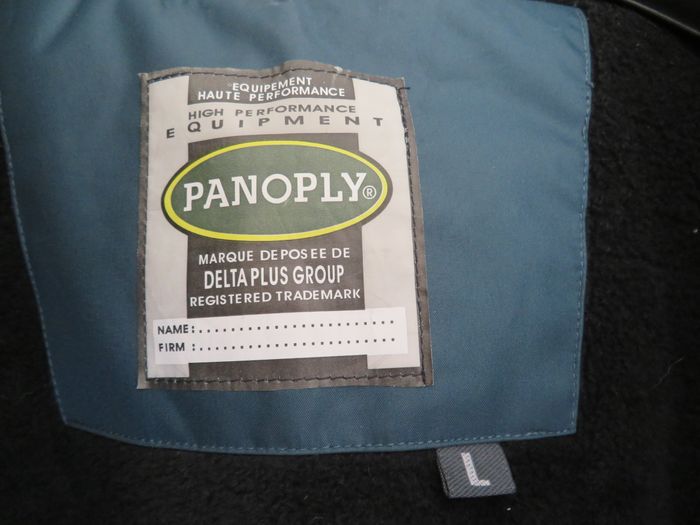 EQUIPEMENT
HAUTE PERFORMANCE
HIGH PERFORMANCE
EQUIPMENT
PANOPLY®
MARQUE DEPOSEE DE
DELTA PLUS GROUP
REGISTERED TRADEMARK
NAME:........................
FIRM:........................
L